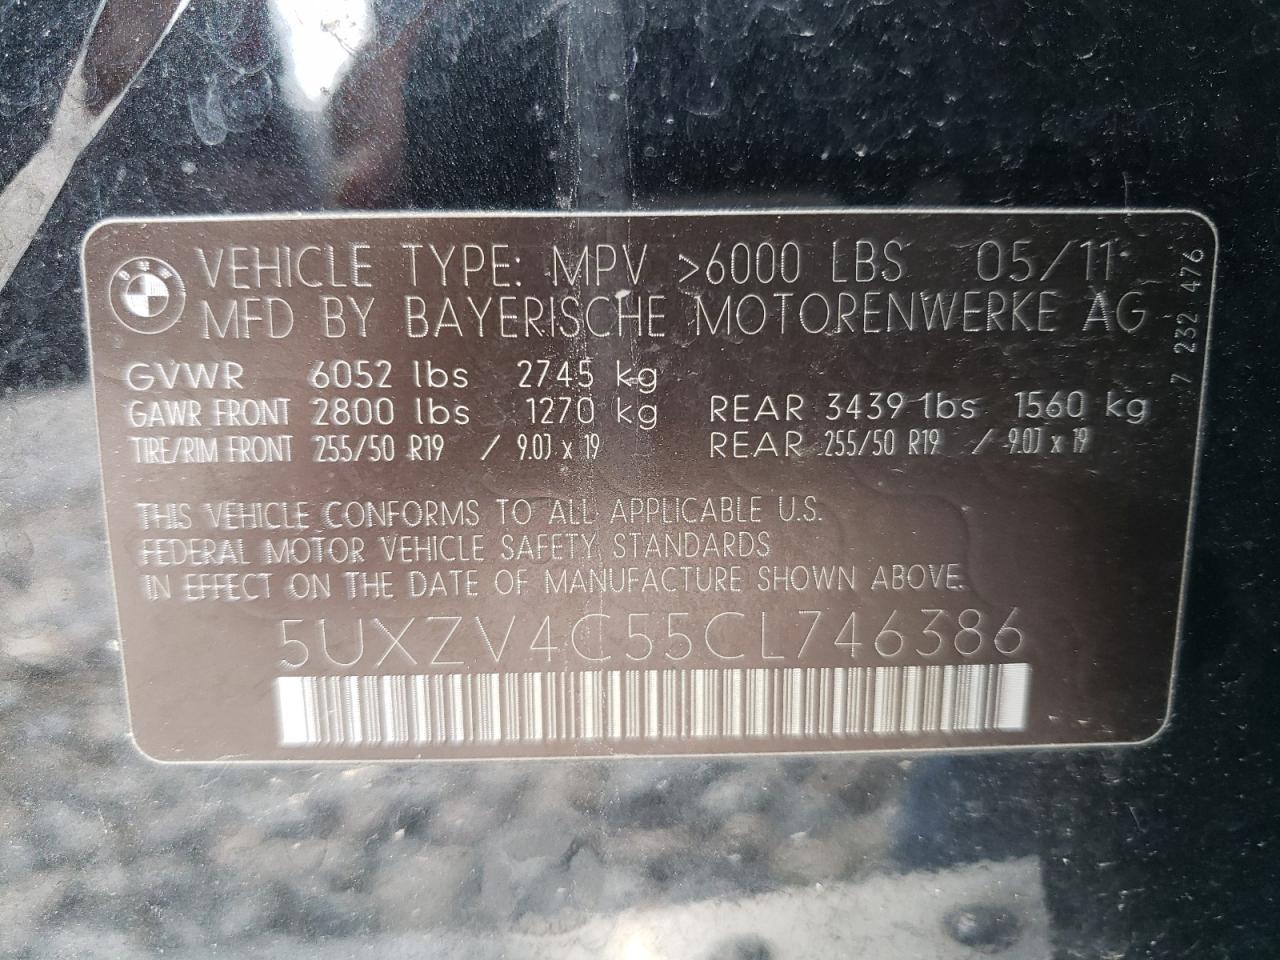 VEHICLE TYPE: MPV >6000 LBS 05/11
MFD BY BAYERISCHE MOTORENWERKE AG
GVWR 6052 lbs 2745 kg
GAWR FRONT 2800 lbs 1270 kg REAR 3439 lbs 1560 kg
TIRE/RIM FRONT 255/50 R19 / 9.0J x 19 REAR 255/50 R19 / 9.0J x 19
THIS VEHICLE CONFORMS TO ALL APPLICABLE U.S.
FEDERAL MOTOR VEHICLE SAFETY STANDARDS
IN EFFECT ON THE DATE OF MANUFACTURE SHOWN ABOVE.
5UXZV4C55CL746386
7 232 476
BMW